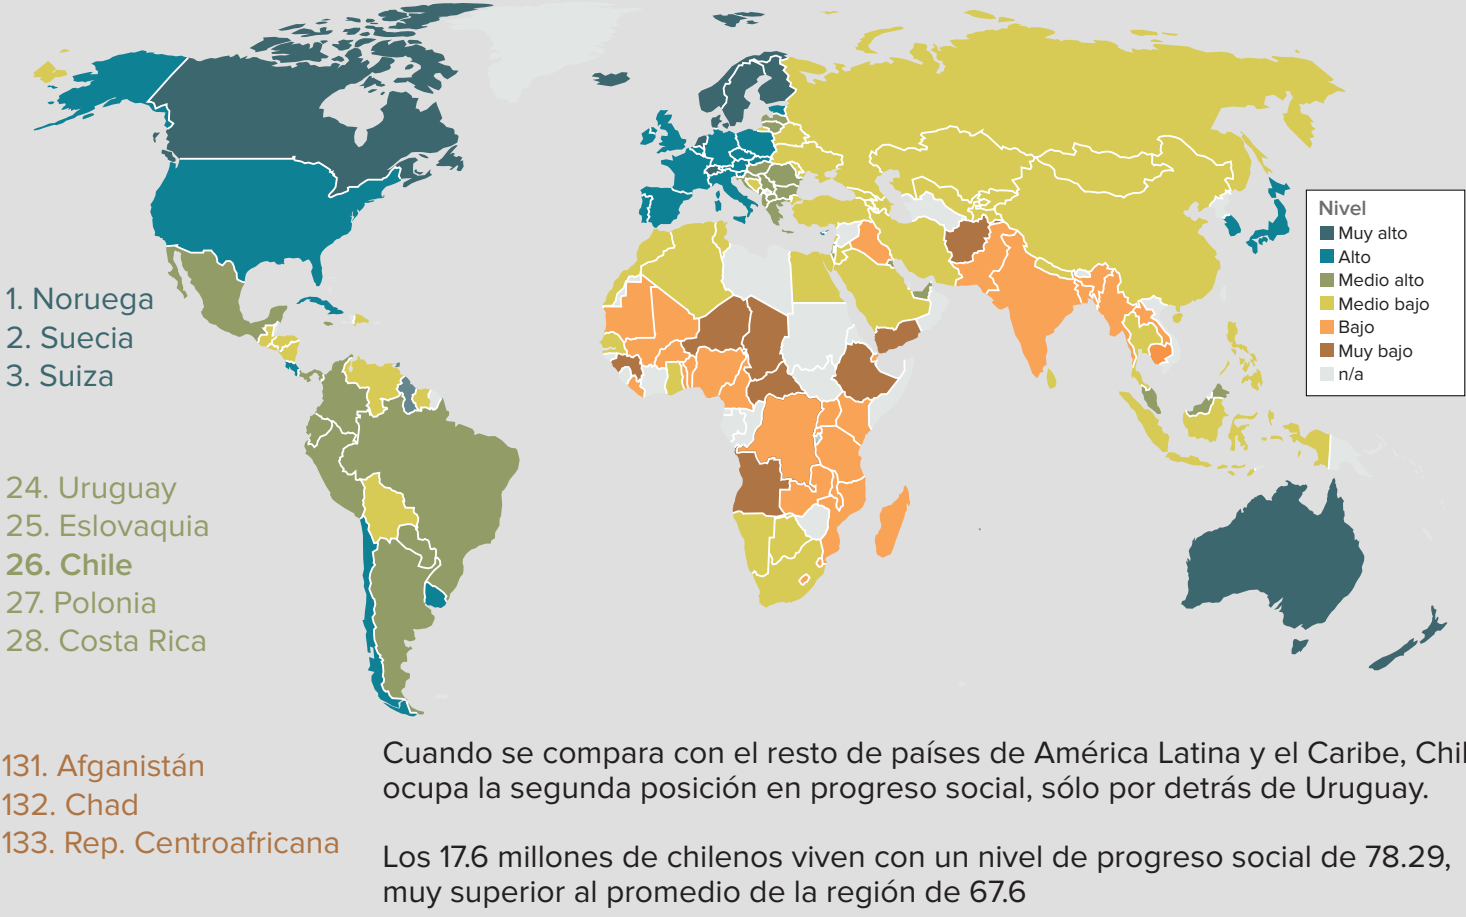 Nivel
Muy alto
Alto
Medio alto
Medio bajo
Bajo
Muy bajo
n/a
1. Noruega
2. Suecia
3. Suiza
24. Uruguay
25. Eslovaquia
26. Chile
27. Polonia
28. Costa Rica
131. Afganistán
132. Chad
133. Rep. Centroafricana
Cuando se compara con el resto de países de América Latina y el Caribe, Chil
ocupa la segunda posición en progreso social, sólo por detrás de Uruguay.
Los 17.6 millones de chilenos viven con un nivel de progreso social de 78.29,
muy superior al promedio de la región de 67.6